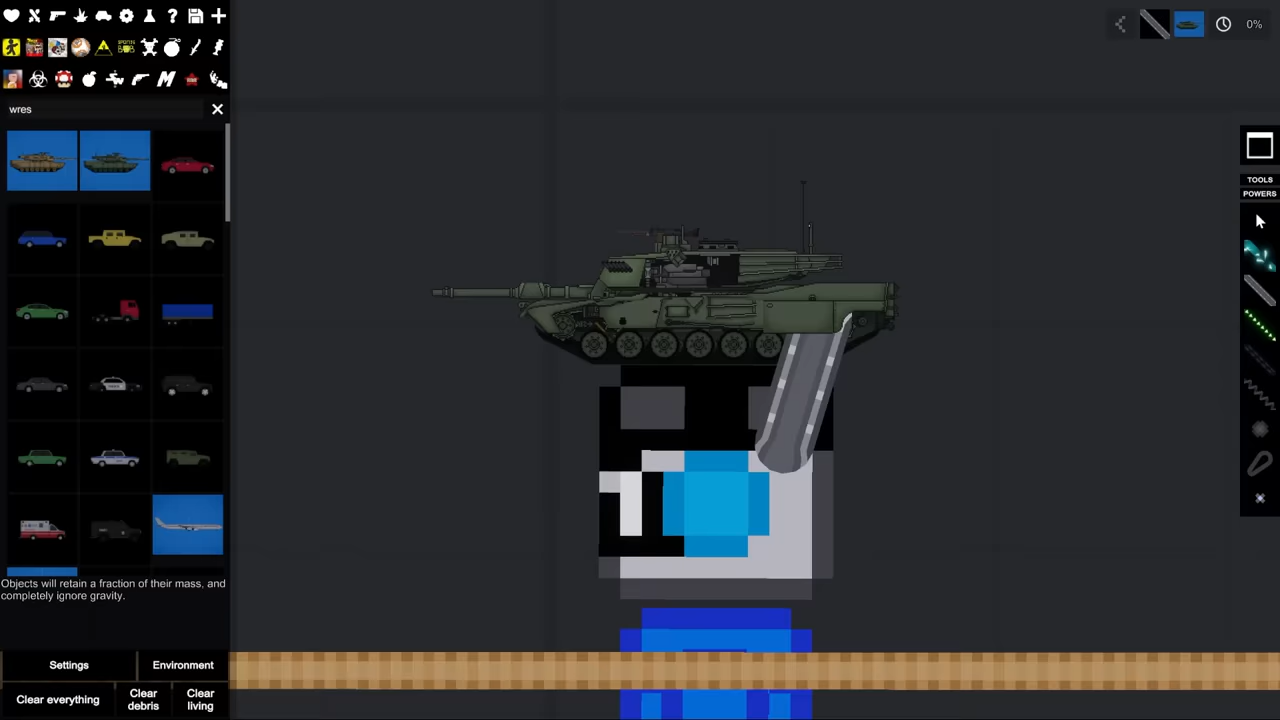 0%
wres
TOOLS
POWERS
Objects will retain a fraction of their mass, and
completely ignore gravity.
Settings
Environment
Clear everything
Clear
debris
Clear
living